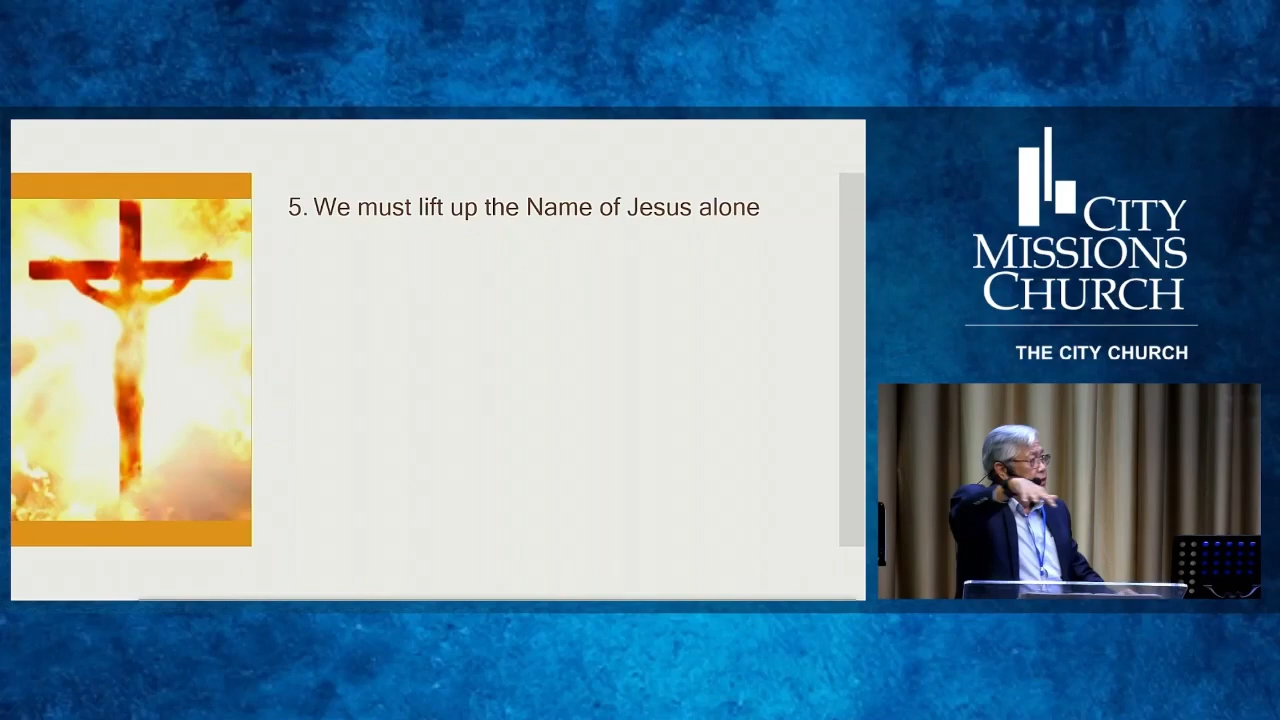 5. We must lift up the Name of Jesus alone
CITY
MISSIONS
CHURCH
THE CITY CHURCH